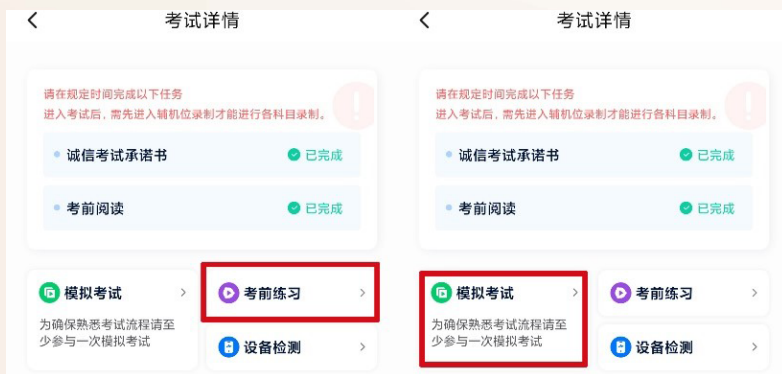 考试详情
请在规定时间完成以下任务
进入考试后，需先进入辅机位录制才能进行各科目录制。
诚信考试承诺书
已完成
考前阅读
已完成
模拟考试
为确保熟悉考试流程请至
少参与一次模拟考试
考前练习
设备检测
考试详情
请在规定时间完成以下任务
进入考试后，需先进入辅机位录制才能进行各科目录制。
诚信考试承诺书
已完成
考前阅读
已完成
模拟考试
为确保熟悉考试流程请至
少参与一次模拟考试
考前练习
设备检测